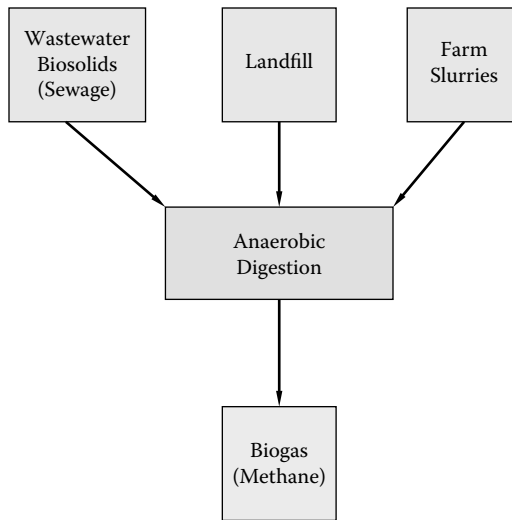 Wastewater
Biosolids
(Sewage)
Landfill
Farm
Slurries
Anaerobic
Digestion
Biogas
(Methane)